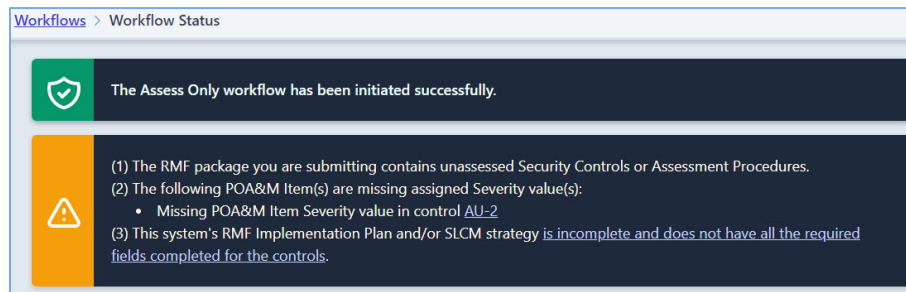 Workflows > Workflow Status
The Assess Only workflow has been initiated successfully.
(1) The RMF package you are submitting contains unassessed Security Controls or Assessment Procedures.
(2) The following POA&M Item(s) are missing assigned Severity value(s):
• Missing POA&M Item Severity value in control AU-2
(3) This system's RMF Implementation Plan and/or SLCM strategy is incomplete and does not have all the required
fields completed for the controls.